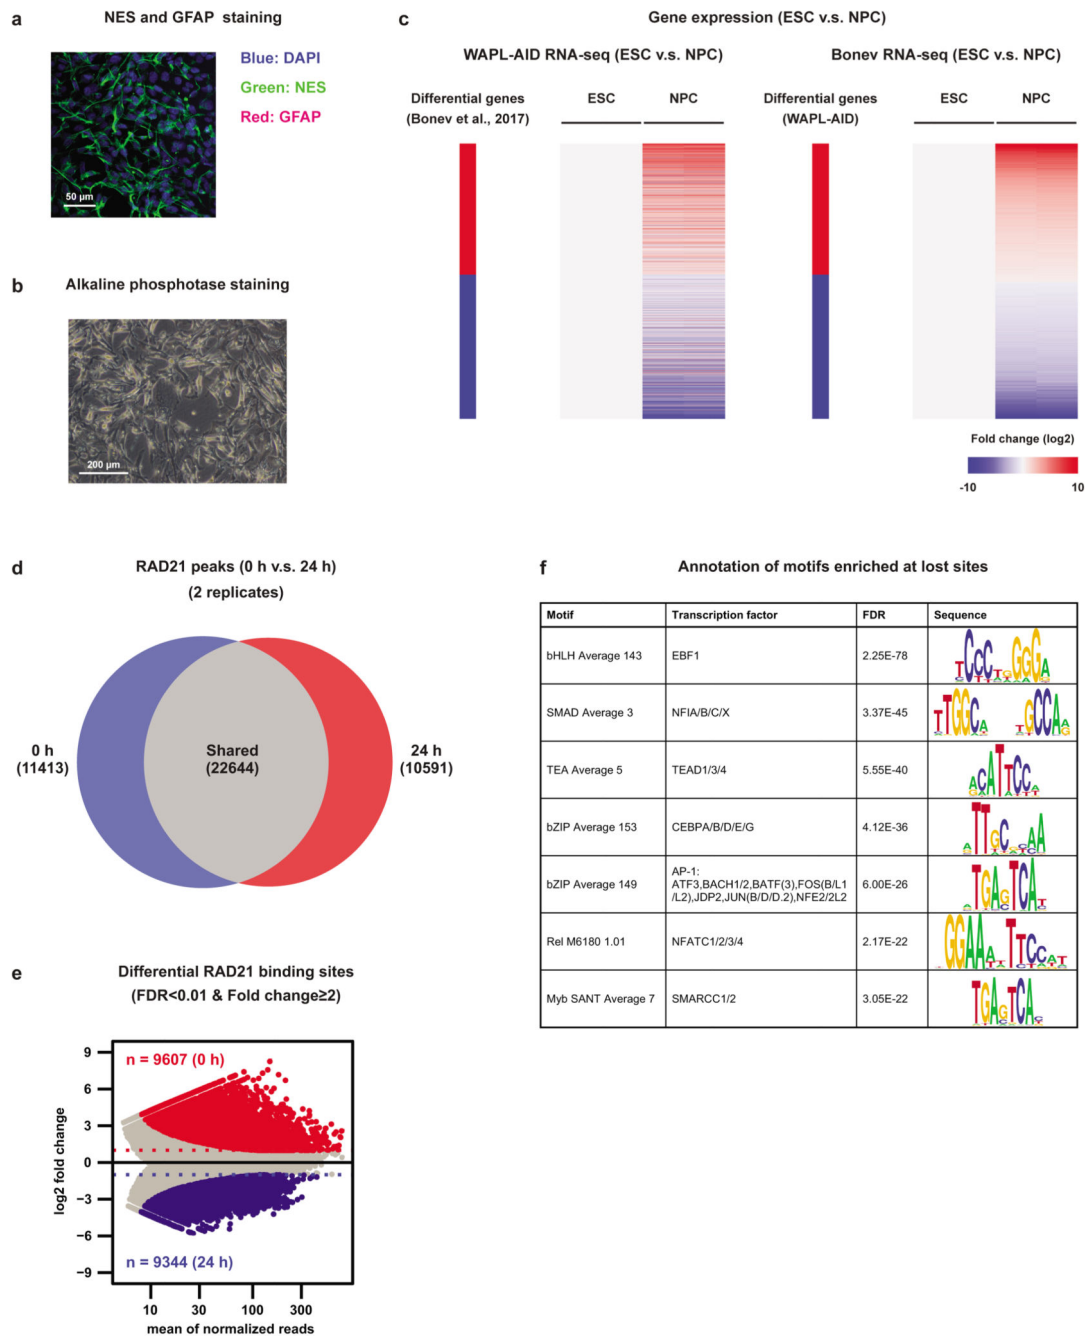 a
NES and GFAP staining
Blue: DAPI
Green: NES
Red: GFAP
50 µm
b
Alkaline phosphotase staining
200 µm
c
Gene expression (ESC v.s. NPC)
WAPL-AID RNA-seq (ESC v.s. NPC)
Differential genes
(Bonev et al., 2017)
ESC
NPC
Bonev RNA-seq (ESC v.s. NPC)
Differential genes
(WAPL-AID)
ESC
NPC
Fold change (log2)
-10
10
d
RAD21 peaks (0 h v.s. 24 h)
(2 replicates)
0 h
(11413)
Shared
(22644)
24 h
(10591)
e
Differential RAD21 binding sites
(FDR<0.01 & Fold change≥2)
n = 9607 (0 h)
n = 9344 (24 h)
log2 fold change
9
6
3
0
−3
−6
−9
10 30 100 300
mean of normalized reads
f
Annotation of motifs enriched at lost sites
Motif Transcription factor FDR Sequence
bHLH Average 143 EBF1 2.25E-78
SMAD Average 3 NFIA/B/C/X 3.37E-45
TEA Average 5 TEAD1/3/4 5.55E-40
bZIP Average 153 CEBPA/B/D/E/G 4.12E-36
bZIP Average 149 AP-1:
ATF3,BACH1/2,BATF(3),FOS(B/L1
/L2),JDP2,JUN(B/D/D.2),NFE2/2L2 6.00E-26
Rel M6180 1.01 NFATC1/2/3/4 2.17E-22
Myb SANT Average 7 SMARCC1/2 3.05E-22